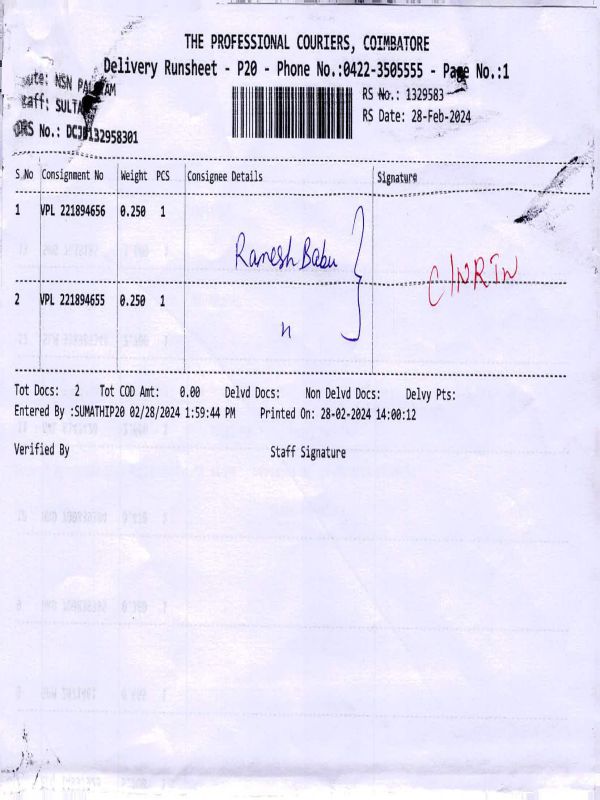 THE PROFESSIONAL COURIERS, COIMBATORE
Delivery Runsheet - P20 - Phone No.:0422-3505555 - Page No.:1
NSN
RS No.: 1329583
SULTA
RS Date: 28-Feb-2024
DRS No.:
S.No Consignment No Weight PCS Consignee Details Signature
1 VPL 221894656 0.250 1
Ramesh Babu
2 VPL 221894655 0.250 1
n
Tot Docs: 2 Tot COD Amt: 0.00 Delvd Docs: Non Delvd Docs: Delvy Pts:
Entered By :SUMATHIP20 02/28/2024 1:59:44 PM Printed On: 28-02-2024 14:00:12
Verified By Staff Signature